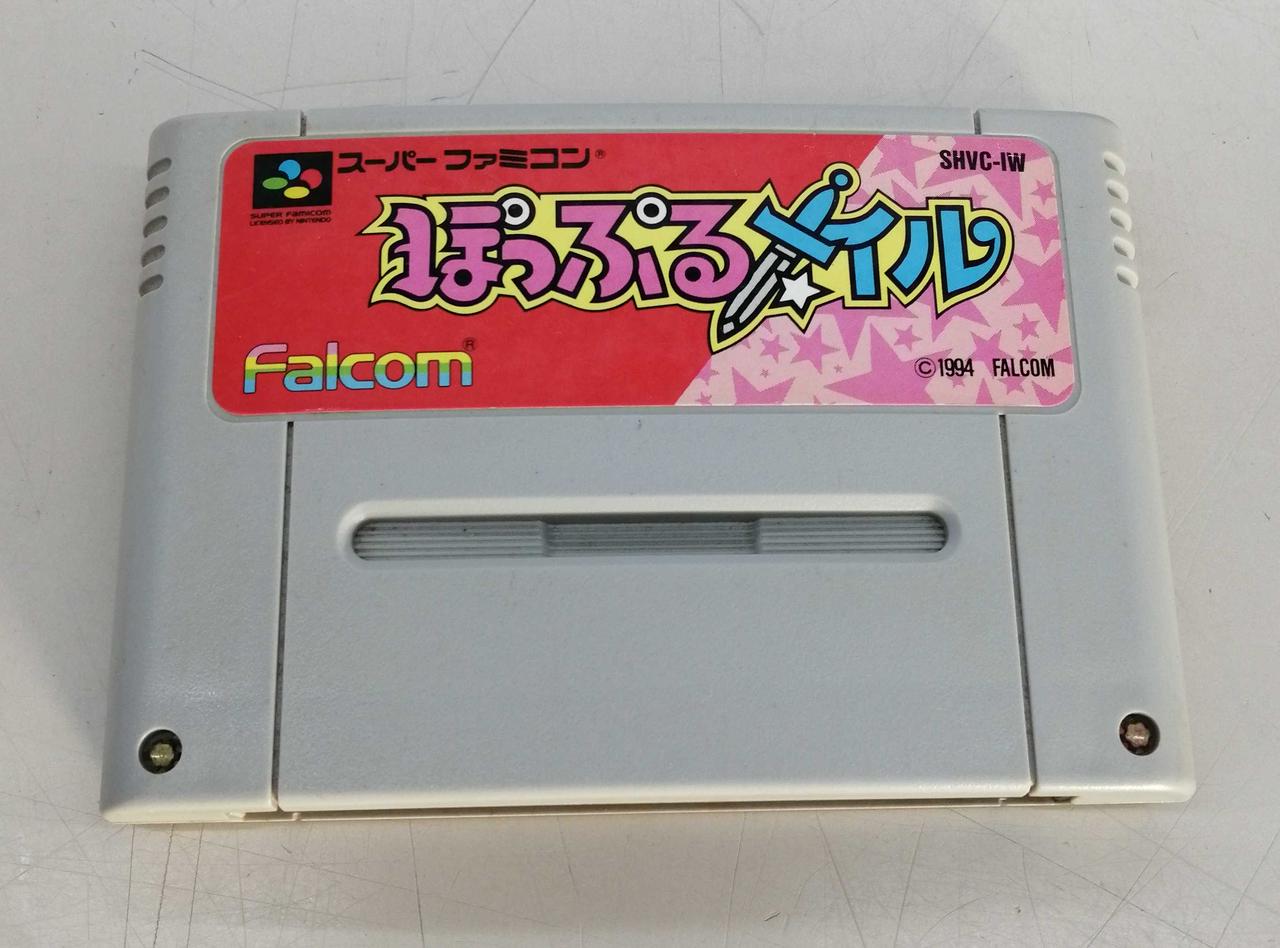 スーパーファミコン®
SHVC-IW
SUPER FAMICOM
LICENSED BY NINTENDO
ぽっぷるメイル
Falcom®
©1994 FALCOM